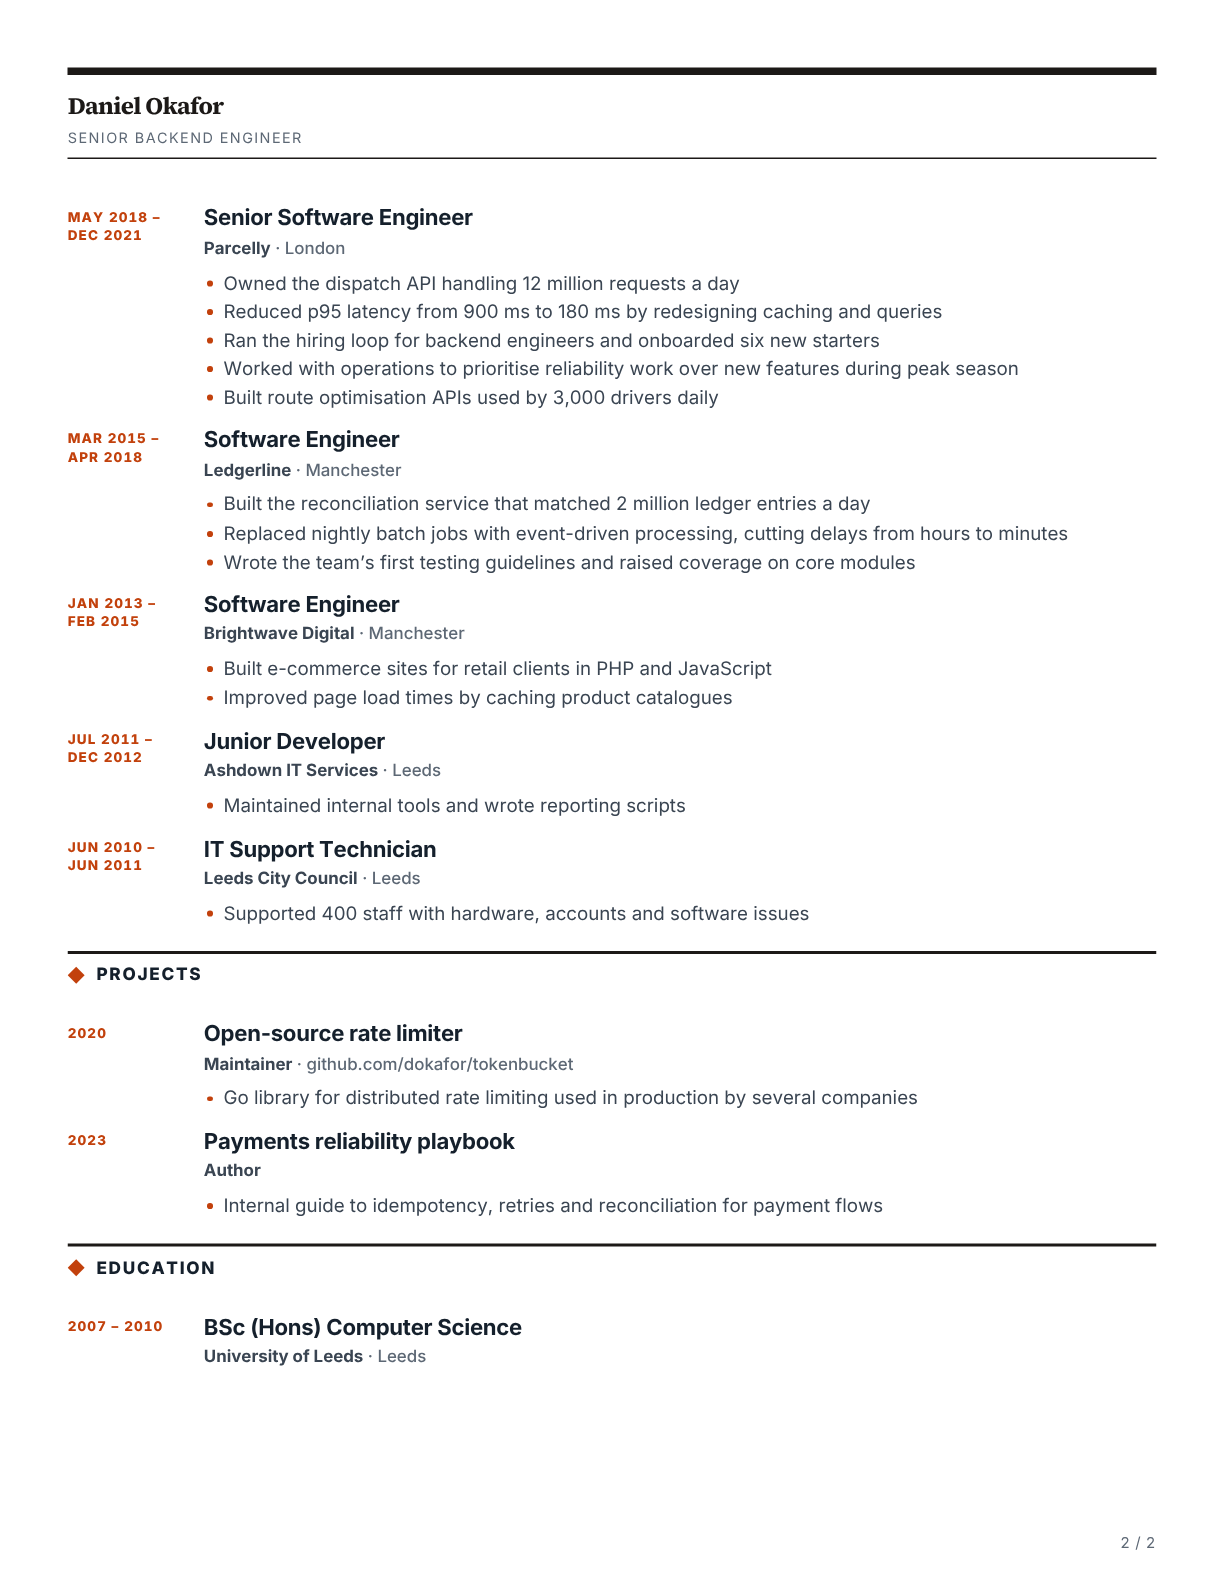 Daniel Okafor
SENIOR BACKEND ENGINEER
MAY 2018 –
DEC 2021
Senior Software Engineer
Parcelly · London
• Owned the dispatch API handling 12 million requests a day
• Reduced p95 latency from 900 ms to 180 ms by redesigning caching and queries
• Ran the hiring loop for backend engineers and onboarded six new starters
• Worked with operations to prioritise reliability work over new features during peak season
• Built route optimisation APIs used by 3,000 drivers daily
MAR 2015 –
APR 2018
Software Engineer
Ledgerline · Manchester
• Built the reconciliation service that matched 2 million ledger entries a day
• Replaced nightly batch jobs with event-driven processing, cutting delays from hours to minutes
• Wrote the team’s first testing guidelines and raised coverage on core modules
JAN 2013 –
FEB 2015
Software Engineer
Brightwave Digital · Manchester
• Built e-commerce sites for retail clients in PHP and JavaScript
• Improved page load times by caching product catalogues
JUL 2011 –
DEC 2012
Junior Developer
Ashdown IT Services · Leeds
• Maintained internal tools and wrote reporting scripts
JUN 2010 –
JUN 2011
IT Support Technician
Leeds City Council · Leeds
• Supported 400 staff with hardware, accounts and software issues
◆ PROJECTS
2020
Open-source rate limiter
Maintainer · github.com/dokafor/tokenbucket
• Go library for distributed rate limiting used in production by several companies
2023
Payments reliability playbook
Author
• Internal guide to idempotency, retries and reconciliation for payment flows
◆ EDUCATION
2007 – 2010
BSc (Hons) Computer Science
University of Leeds · Leeds
2 / 2